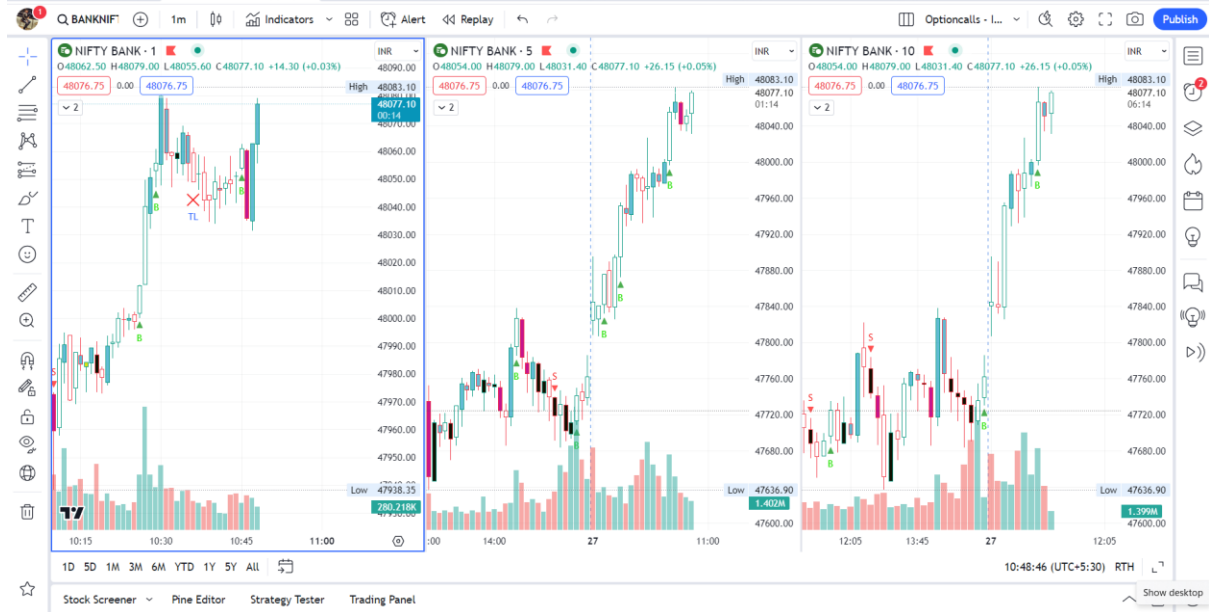 1
BANKNIFT
1m
Indicators
Alert
Replay
Optioncalls - I...
Publish
NIFTY BANK · 1
INR
O48062.50 H48079.00 L48055.60 C48077.10 +14.30 (+0.03%)
48076.75 0.00 48076.75
2
48090.00
High 48083.10
48077.10
00:14
48070.00
48060.00
48050.00
48040.00
48030.00
48020.00
48010.00
48000.00
47990.00
47980.00
47970.00
47960.00
47950.00
Low 47938.35
280.218K
S
B
B
TL
B
10:15 10:30 10:45 11:00
NIFTY BANK · 5
INR
O48054.00 H48079.00 L48031.40 C48077.10 +26.15 (+0.05%)
48076.75 0.00 48076.75
2
High 48083.10
48077.10
01:14
48040.00
48000.00
47960.00
47920.00
47880.00
47840.00
47800.00
47760.00
47720.00
47680.00
Low 47636.90
1.402M
47600.00
B
S
B
B
B
B
:00 14:00 27 11:00
NIFTY BANK · 10
INR
O48054.00 H48079.00 L48031.40 C48077.10 +26.15 (+0.05%)
48076.75 0.00 48076.75
2
High 48083.10
48077.10
06:14
48040.00
48000.00
47960.00
47920.00
47880.00
47840.00
47800.00
47760.00
47720.00
47680.00
Low 47636.90
1.399M
47600.00
S
B
S
B
B
12:05 13:45 27 12:05
2
1D 5D 1M 3M 6M YTD 1Y 5Y All
10:48:46 (UTC+5:30) RTH
Stock Screener Pine Editor Strategy Tester Trading Panel
Show desktop